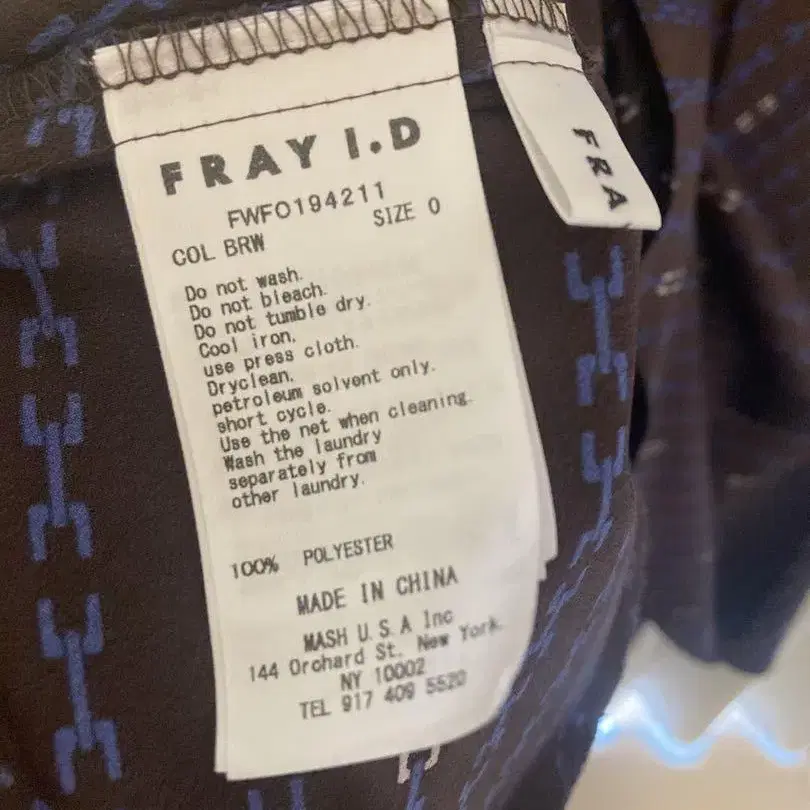 FRAY I.D
FWFO194211
SIZE 0
COL BRW
Do not wash.
Do not bleach.
Do not tumble dry.
Cool iron.
use press cloth.
Dryclean.
petroleum solvent only.
short cycle.
Use the net when cleaning.
Wash the laundry
separately from
other laundry.
100% POLYESTER
MADE IN CHINA
MASH U.S.A Inc
144 Orchard St. New York.
NY 10002
TEL 917 409 5520
FRA